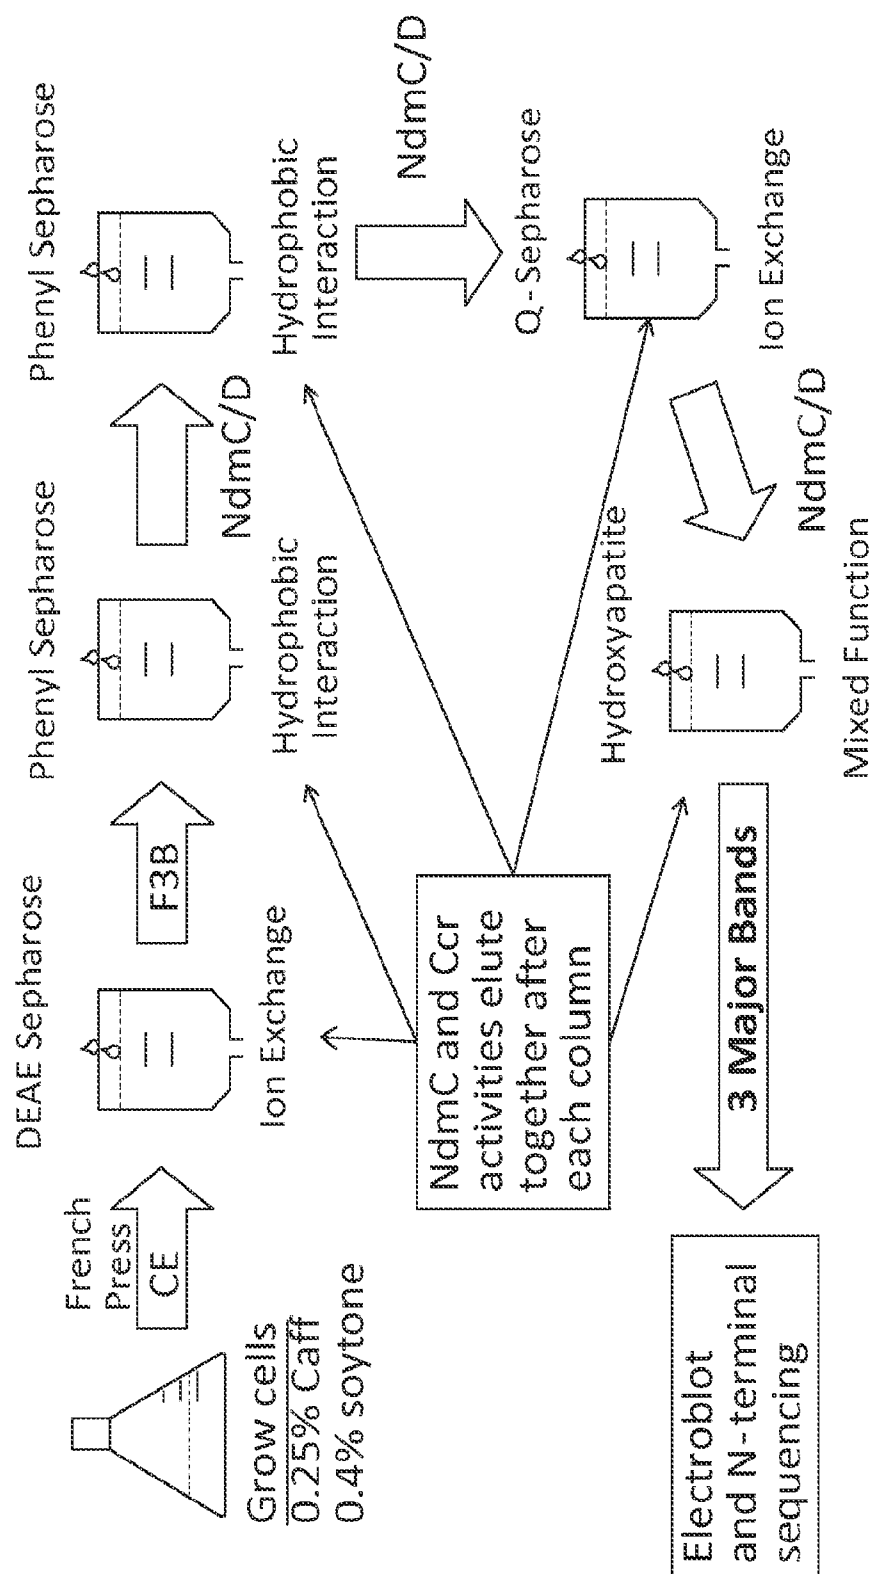 Grow cells
0.25% Caff
0.4% soytone
French
Press
CE
DEAE Sepharose
Ion Exchange
F3B
Phenyl Sepharose
Hydrophobic
Interaction
NdmC/D
Phenyl Sepharose
Hydrophobic
Interaction
NdmC/D
Q-Sepharose
Ion Exchange
NdmC/D
Hydroxyapatite
Mixed Function
NdmC and Ccr
activities elute
together after
each column
3 Major Bands
Electroblot
and N-terminal
sequencing